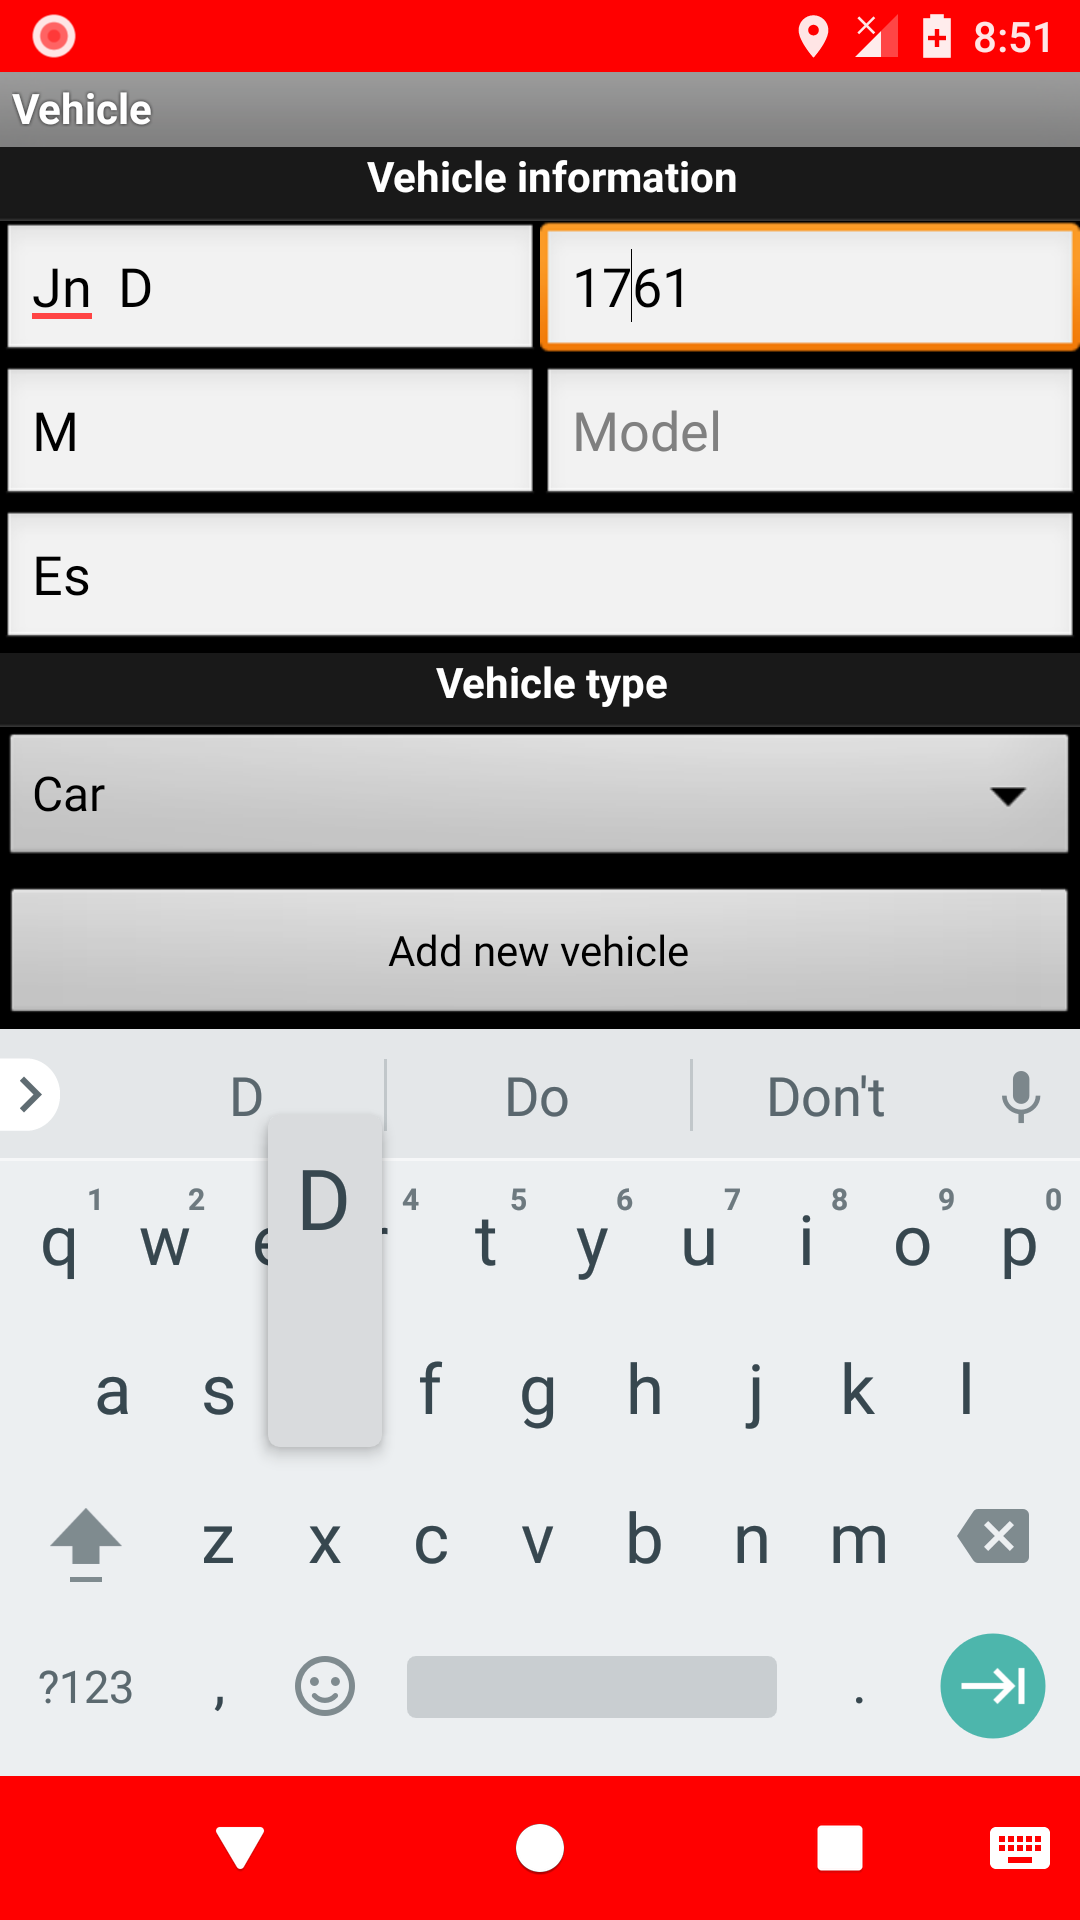 8:51
Vehicle
Vehicle information
Jn D 1761
M Model
Es
Vehicle type
Car
Add new vehicle
D Do Don't
D
1 2 4 5 6 7 8 9 0
q w e r t y u i o p
a s f g h j k l
z x c v b n m
?123 , .